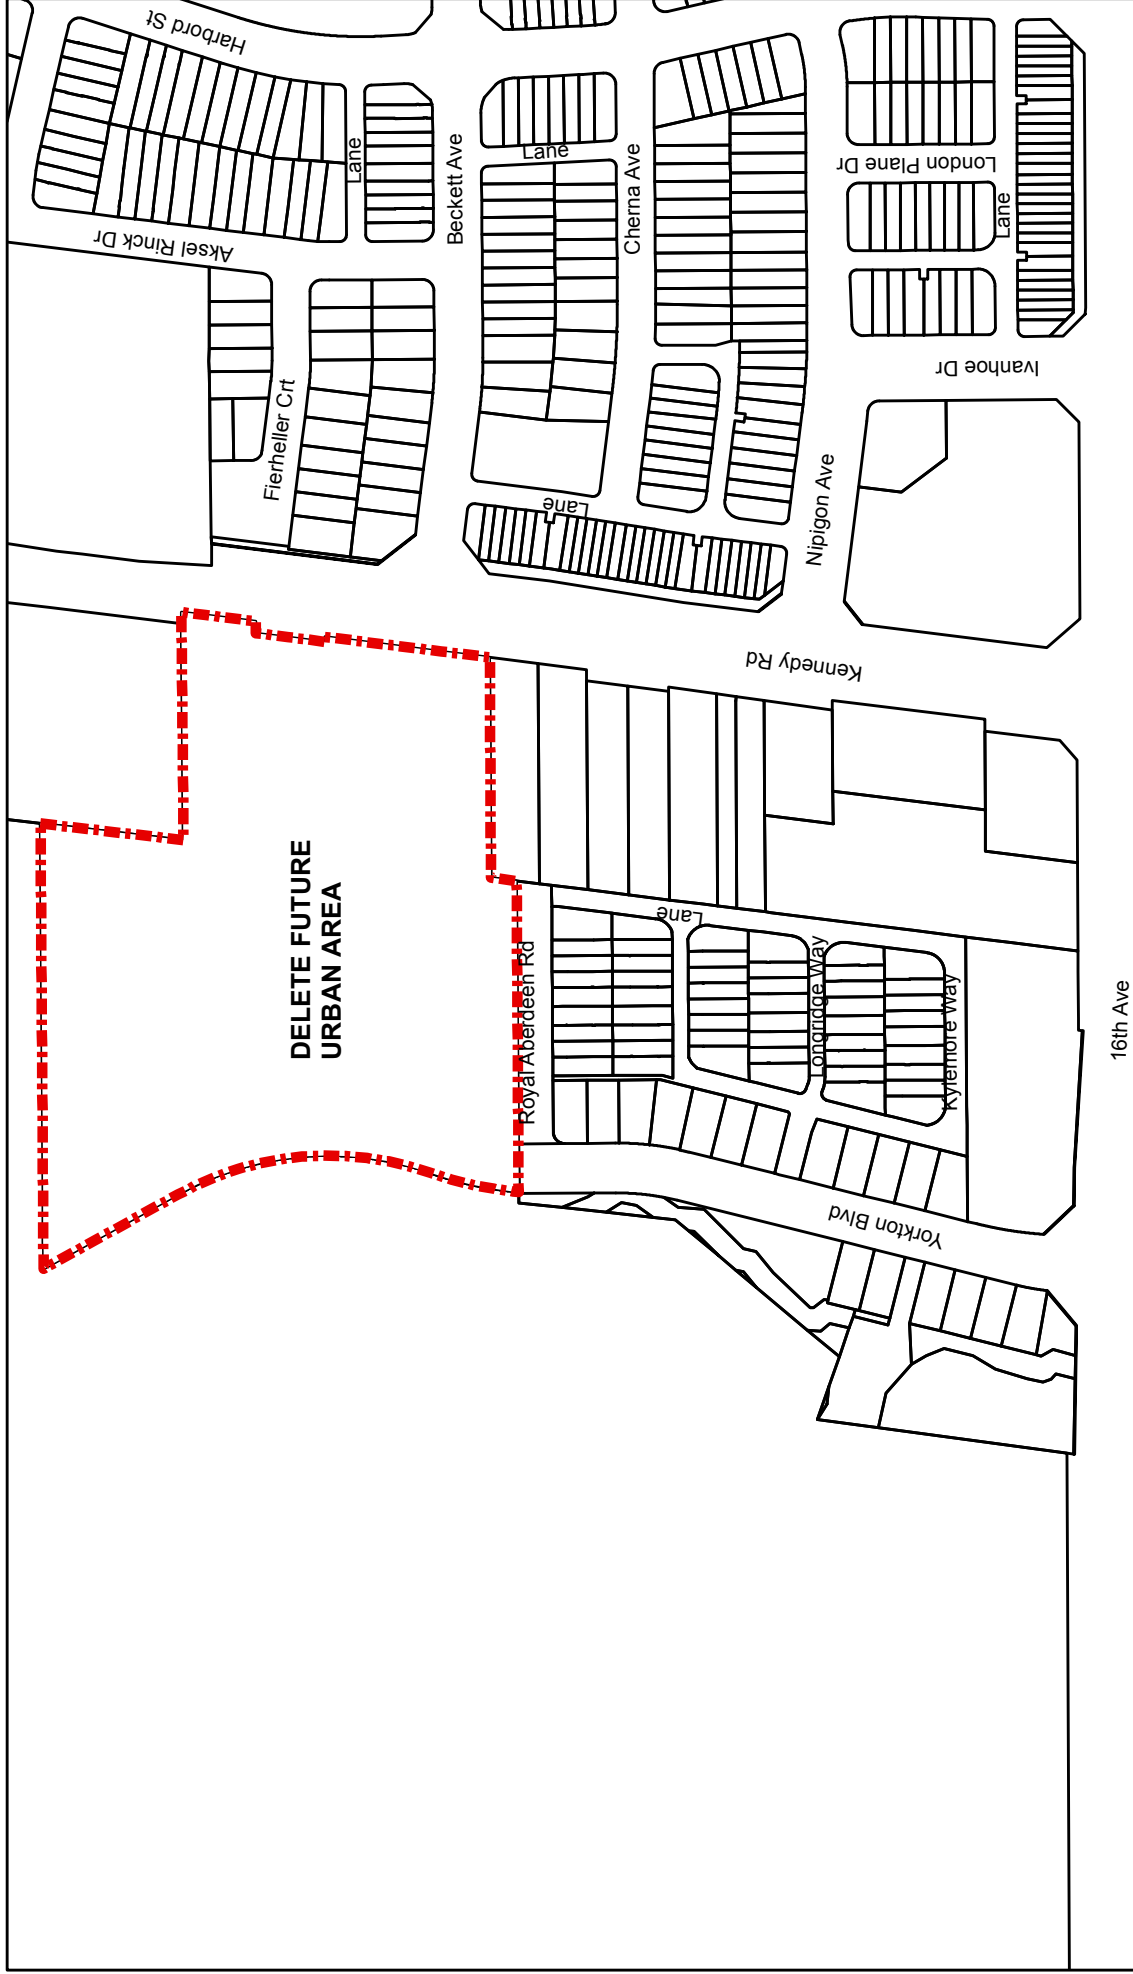 Harbord St
Aksel Rinck Dr
Lane
Beckett Ave
Lane
Cherna Ave
London Plane Dr
Lane
Ivanhoe Dr
Fierheller Crt
Lane
Nipigon Ave
Kennedy Rd
DELETE FUTURE
URBAN AREA
Royal Aberdeen Rd
Lane
Longridge Way
Kylemore Way
Yorkton Blvd
16th Ave